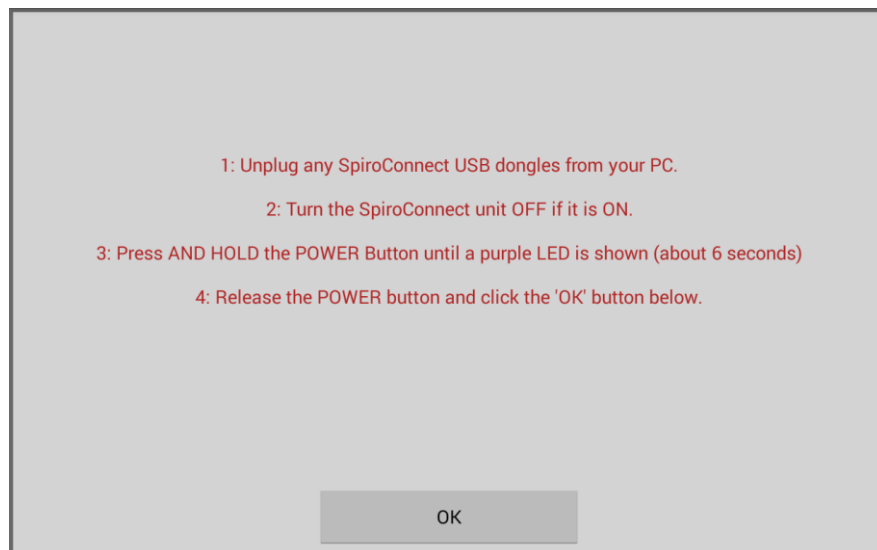 1: Unplug any SpiroConnect USB dongles from your PC.
2: Turn the SpiroConnect unit OFF if it is ON.
3: Press AND HOLD the POWER Button until a purple LED is shown (about 6 seconds)
4: Release the POWER button and click the 'OK' button below.
OK